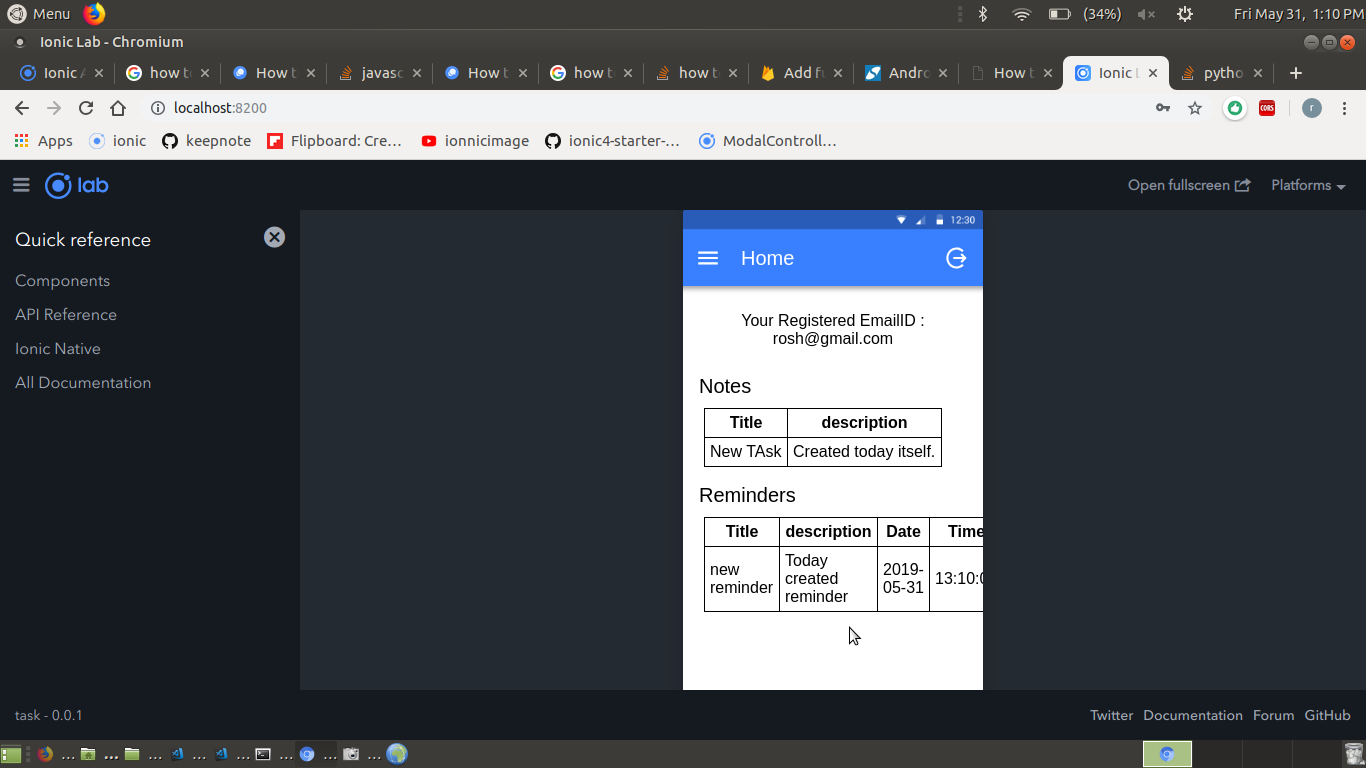 Menu (34%) Fri May 31, 1:10 PM
Ionic Lab - Chromium
Ionic A how to How t javasc How t how t how to Add fu Andro How t Ionic L pytho
localhost:8200 CORS r
Apps ionic keepnote Flipboard: Cre... ionnicimage ionic4-starter-... ModalControll...
lab Open fullscreen Platforms
Quick reference
Components
API Reference
Ionic Native
All Documentation
12:30
Home
Your Registered EmailID :
rosh@gmail.com
Notes
Title description
New TAsk Created today itself.
Reminders
Title description Date Time
new reminder Today created reminder 2019-05-31 13:10:0
task - 0.0.1 Twitter Documentation Forum GitHub